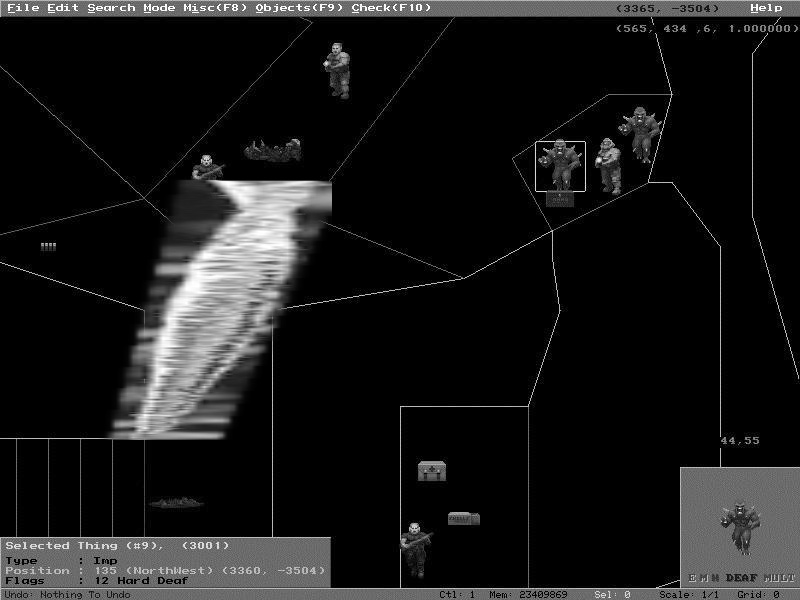 File Edit Search Mode Misc(F8) Objects(F9) Check(F10) (3365, -3504) Help
(565, 434 ,6, 1.000000)
44,55
Selected Thing (#9), (3001)
Type : Imp
Position : 135 (NorthWest) (3360, -3504)
Flags : 12 Hard Deaf
E M H DEAF MULT
Undo: Nothing To Undo Ctl: 1 Mem: 23409869 Sel: 0 Scale: 1/1 Grid: 0